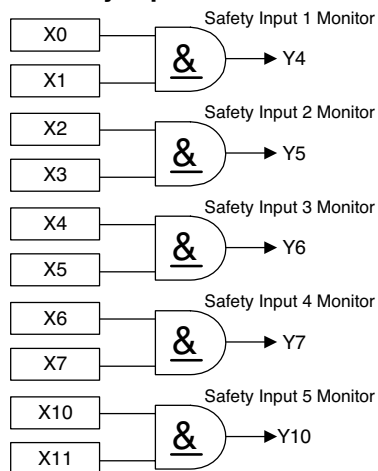 Safety Input 1 Monitor
X0
&
Y4
X1
Safety Input 2 Monitor
X2
&
Y5
X3
Safety Input 3 Monitor
X4
&
Y6
X5
Safety Input 4 Monitor
X6
&
Y7
X7
Safety Input 5 Monitor
X10
&
Y10
X11